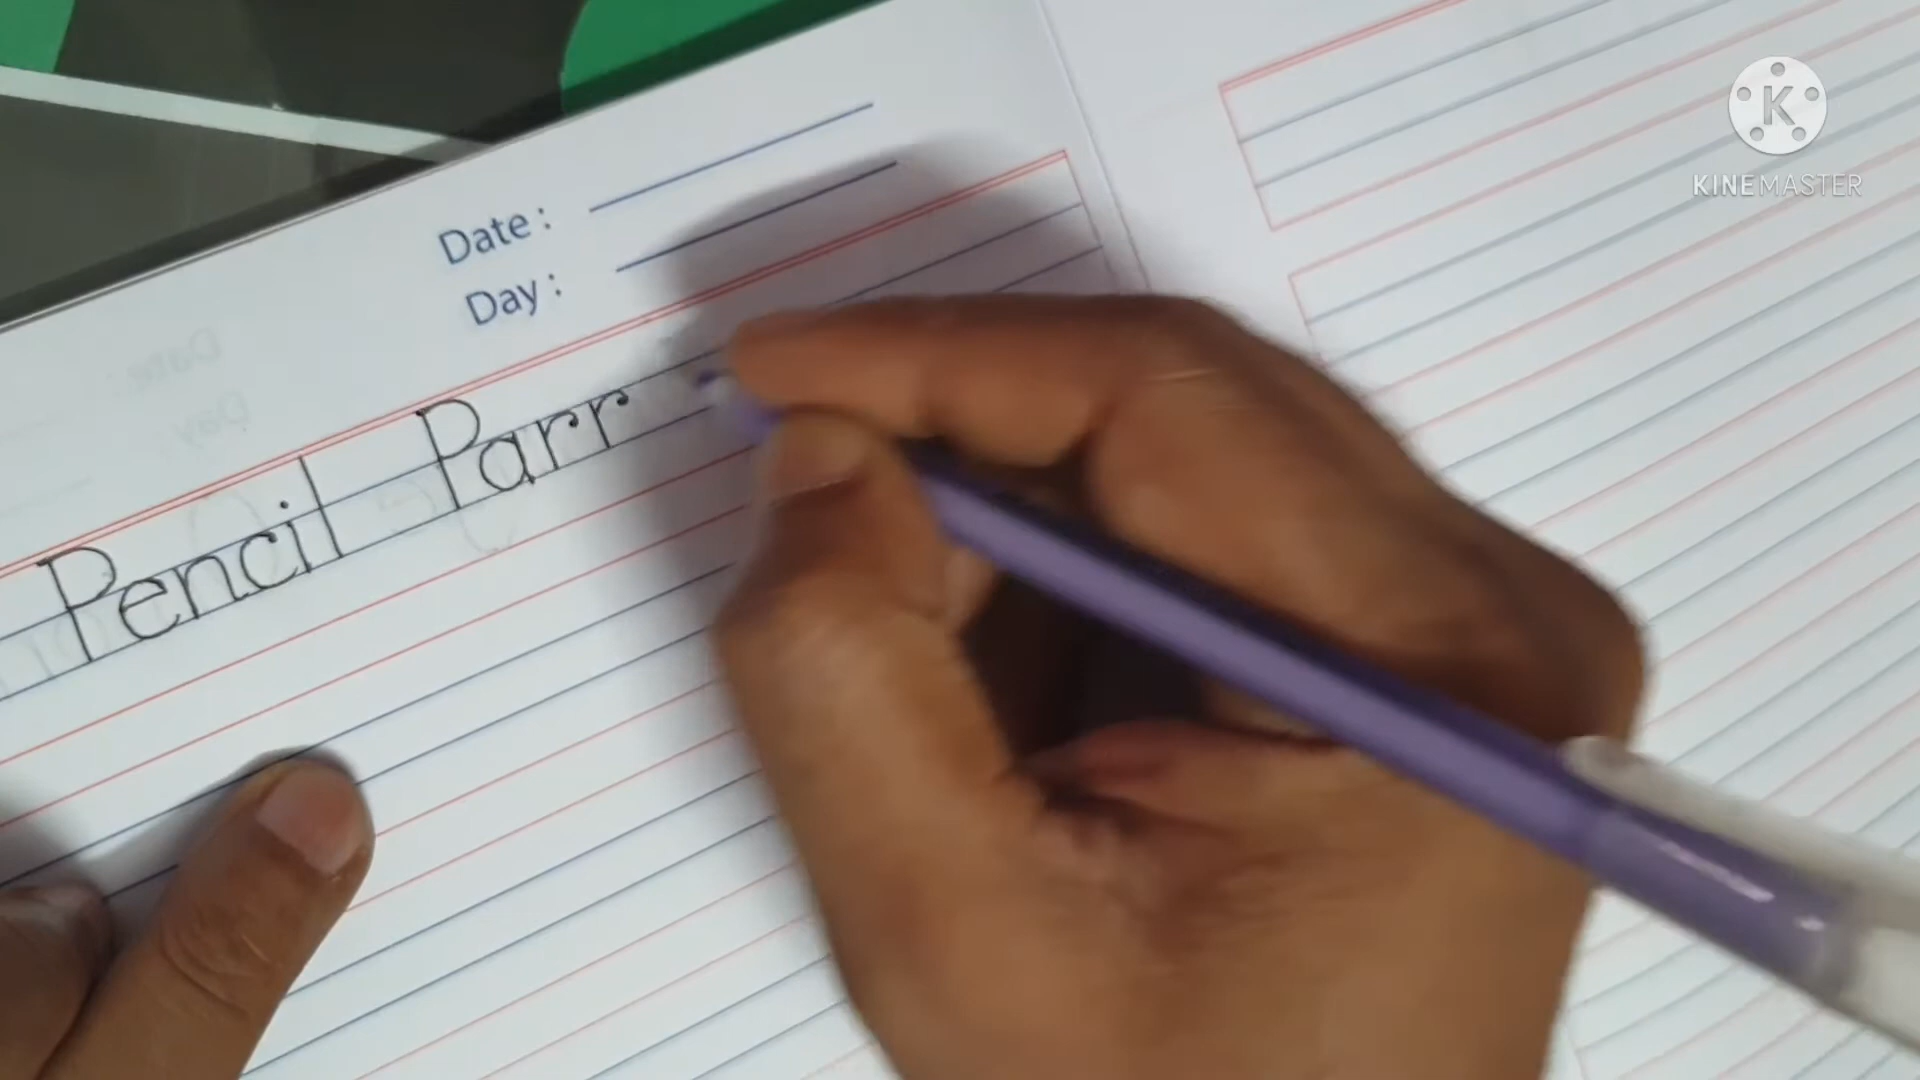 Date :
Day :
Pencil Parr
KINEMASTER